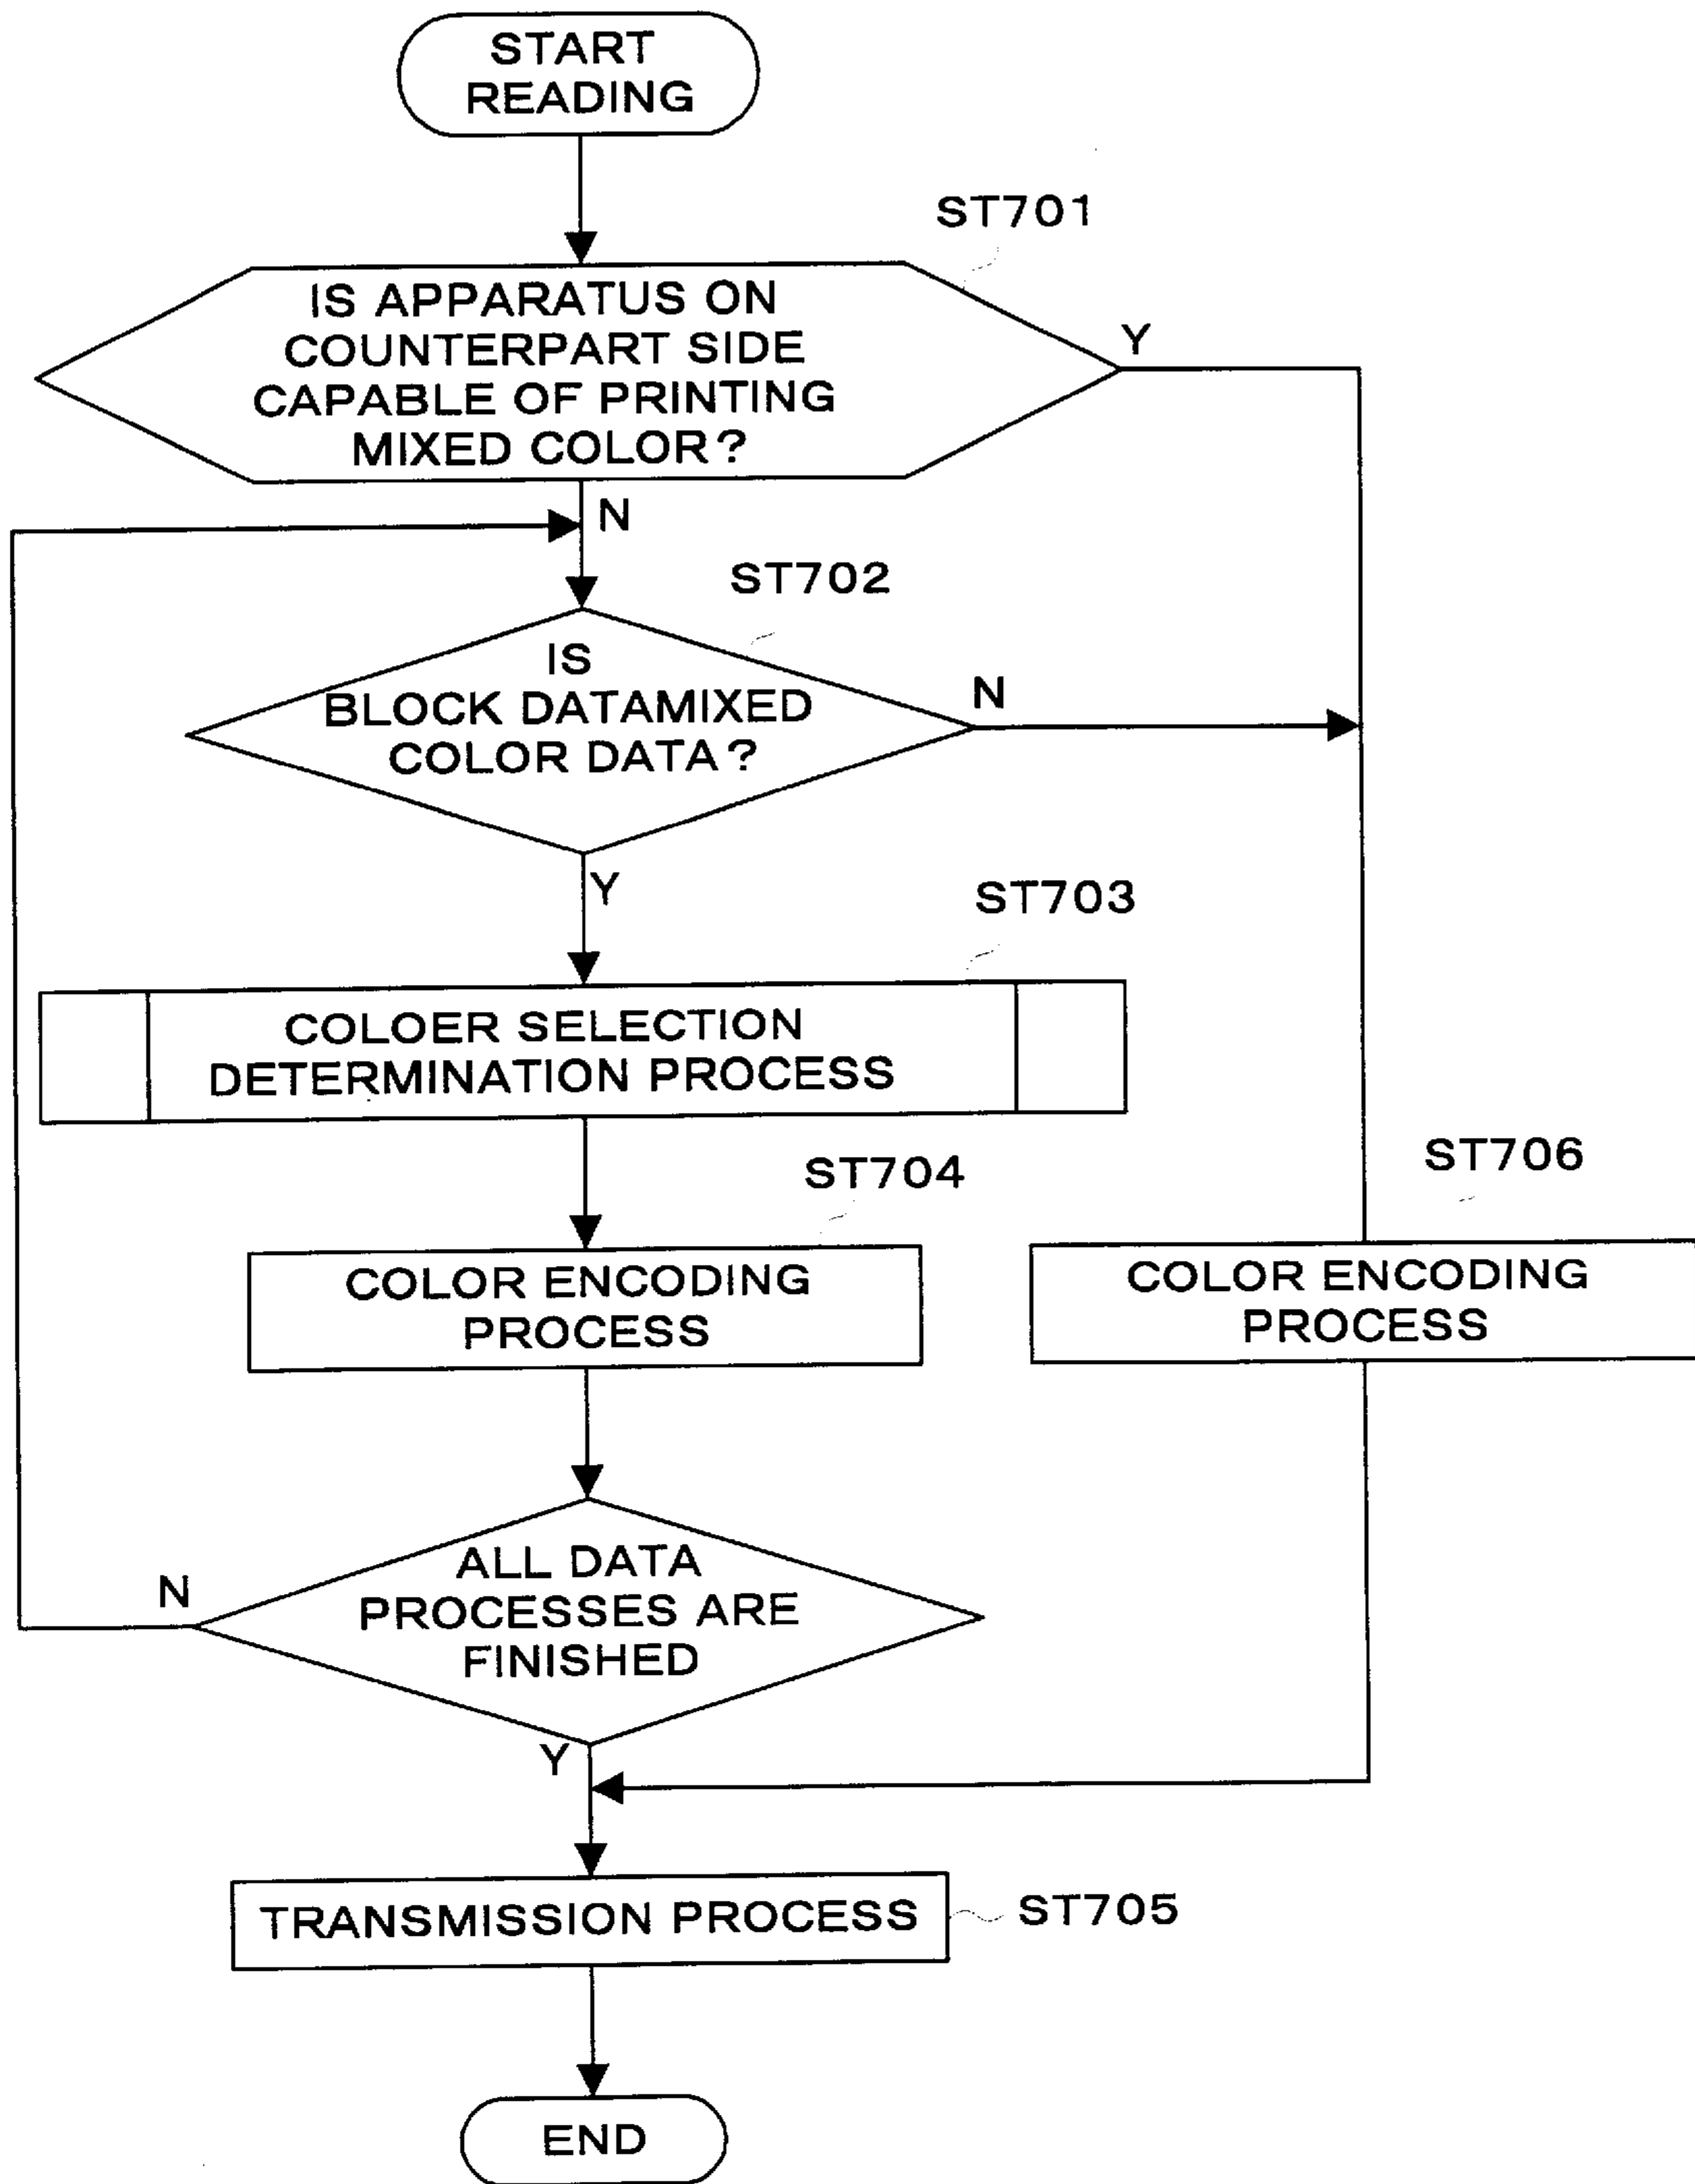 START
READING
ST701
IS APPARATUS ON
COUNTERPART SIDE
CAPABLE OF PRINTING
MIXED COLOR?
Y
N
ST702
IS
BLOCK DATAMIXED
COLOR DATA?
N
Y
ST703
COLOER SELECTION
DETERMINATION PROCESS
ST704
ST706
COLOR ENCODING
PROCESS
COLOR ENCODING
PROCESS
ALL DATA
PROCESSES ARE
FINISHED
N
Y
TRANSMISSION PROCESS
ST705
END